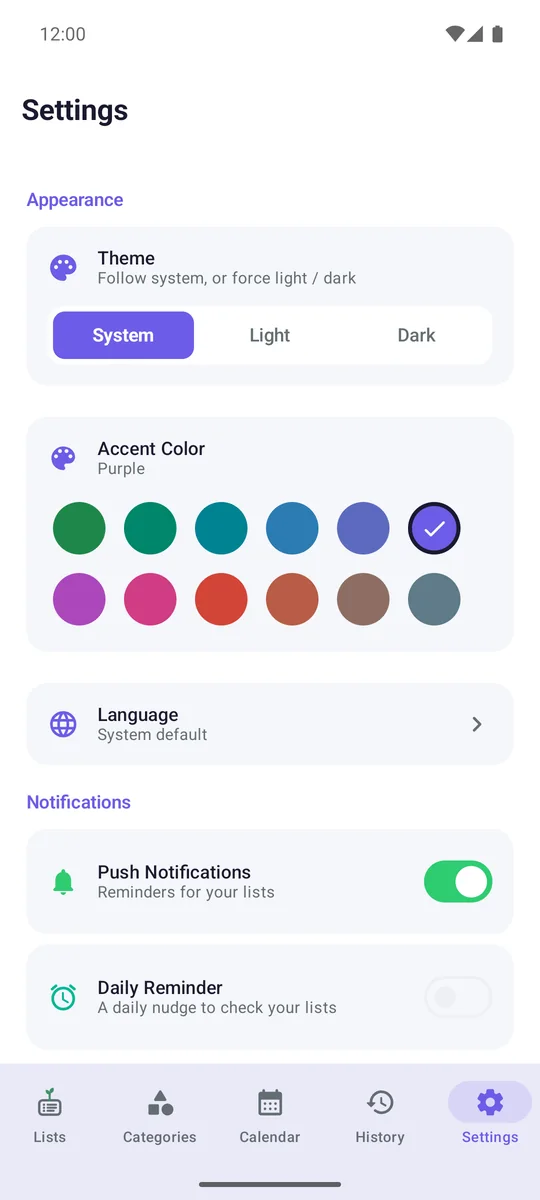 12:00
Settings
Appearance
Theme
Follow system, or force light / dark
System
Light
Dark
Accent Color
Purple
Language
System default
Notifications
Push Notifications
Reminders for your lists
Daily Reminder
A daily nudge to check your lists
Lists
Categories
Calendar
History
Settings